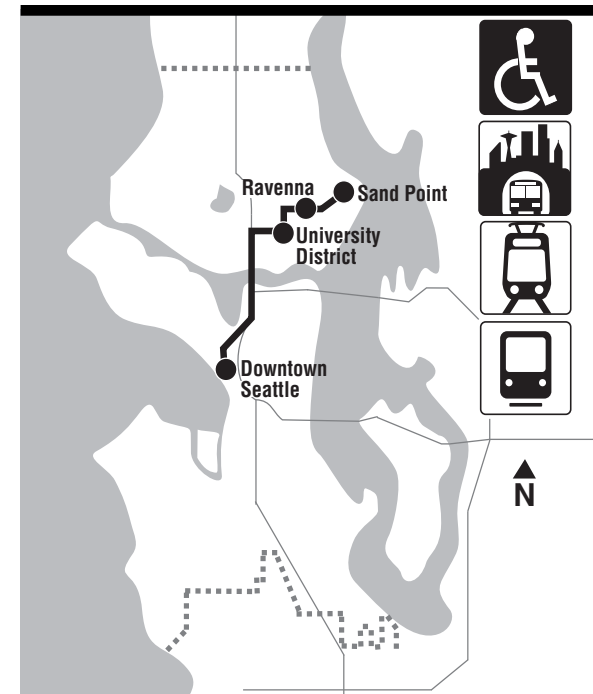 Ravenna
Sand Point
University
District
Downtown
Seattle
N